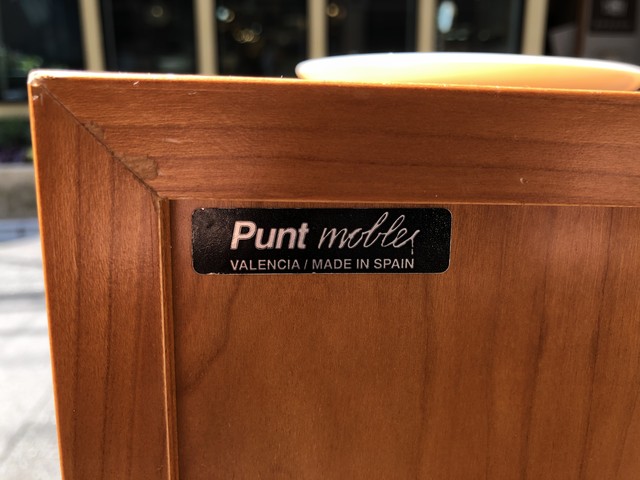 Punt mobles
VALENCIA / MADE IN SPAIN